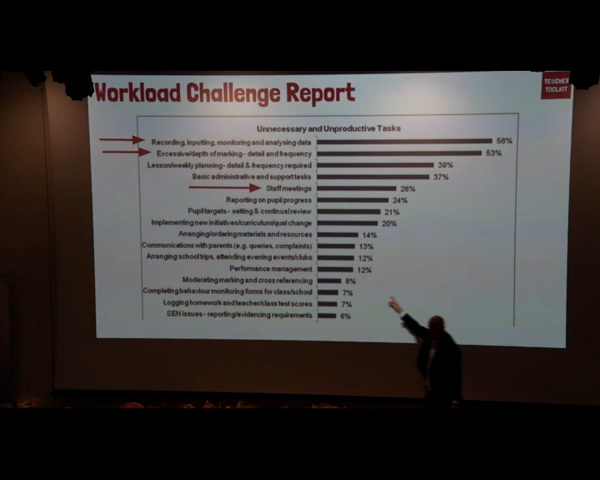 Workload Challenge Report
TEACHER
TOOLKIT
Unnecessary and Unproductive Tasks
Recording, inputting, monitoring and analysing data 56%
Excessive/depth of marking - detail and frequency 53%
Lesson/weekly planning - detail & frequency required 38%
Basic administrative and support tasks 37%
Staff meetings 26%
Reporting on pupil progress 24%
Pupil targets - setting & continual review 21%
Implementing new initiatives/curriculum/qual change 20%
Arranging/ordering materials and resources 14%
Communications with parents (e.g. queries, complaints) 13%
Arranging school trips, attending evening events/clubs 12%
Performance management 12%
Moderating marking and cross referencing 8%
Completing behaviour monitoring forms for class/school 7%
Logging homework and teacher/class test scores 7%
SEN issues - reporting/evidencing requirements 6%